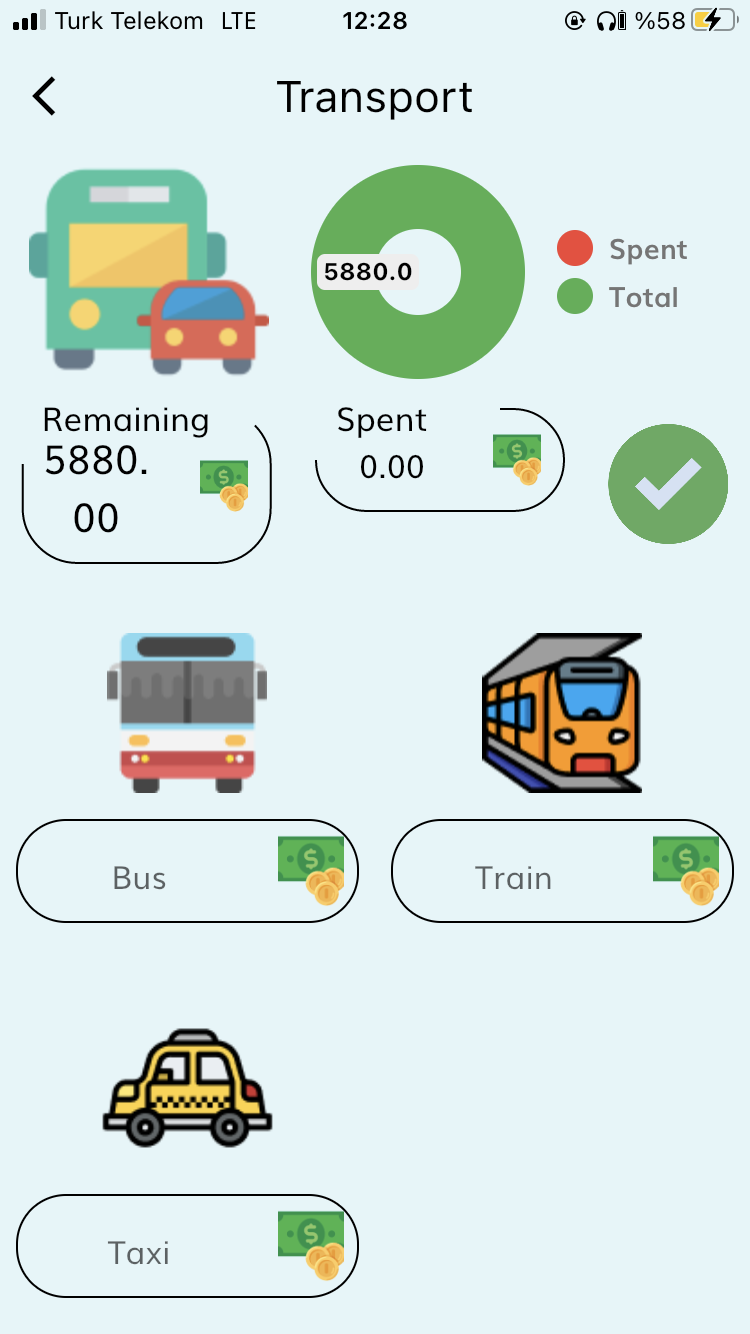 Turk Telekom LTE 12:28 %58
Transport
5880.0
Spent
Total
Remaining
5880.
00
Spent
0.00
Bus
Train
Taxi